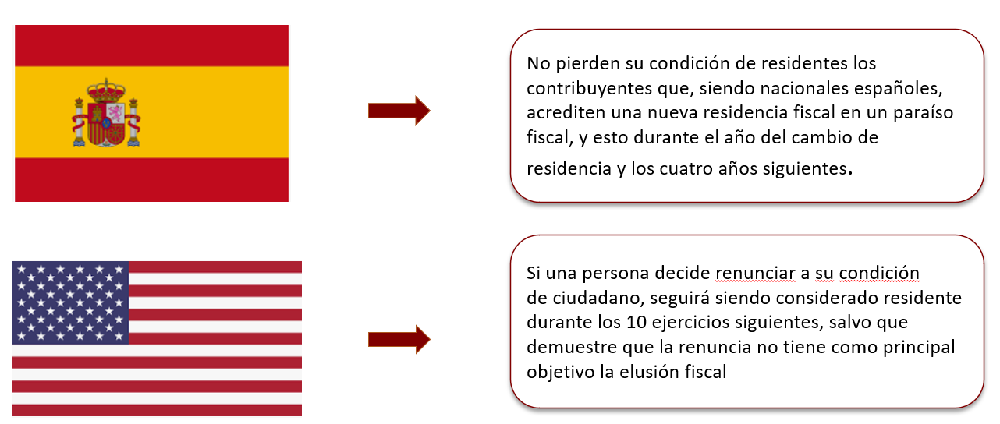 No pierden su condición de residentes los
contribuyentes que, siendo nacionales españoles,
acrediten una nueva residencia fiscal en un paraíso
fiscal, y esto durante el año del cambio de
residencia y los cuatro años siguientes.
Si una persona decide renunciar a su condición
de ciudadano, seguirá siendo considerado residente
durante los 10 ejercicios siguientes, salvo que
demuestre que la renuncia no tiene como principal
objetivo la elusión fiscal